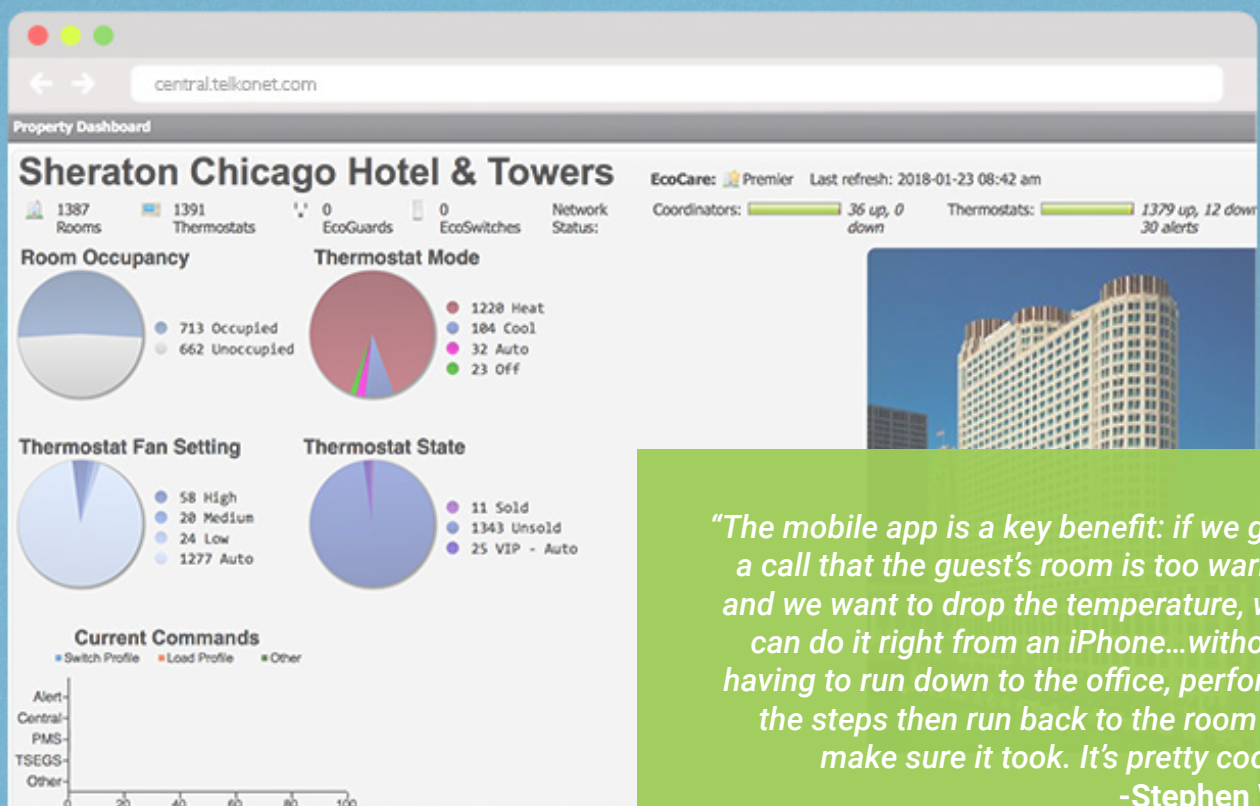 central.telkonet.com
Property Dashboard
Sheraton Chicago Hotel & Towers
EcoCare: Premier Last refresh: 2018-01-23 08:42 am
1387
Rooms
1391
Thermostats
0
EcoGuards
0
EcoSwitches
Network
Status:
Coordinators: 36 up, 0
down
Thermostats: 1379 up, 12 down
30 alerts
Room Occupancy
713 Occupied
662 Unoccupied
Thermostat Mode
1220 Heat
104 Cool
32 Auto
23 Off
Thermostat Fan Setting
58 High
20 Medium
24 Low
1277 Auto
Thermostat State
11 Sold
1343 Unsold
25 VIP - Auto
Current Commands
Switch Profile Load Profile Other
Alert
Central
PMS
TSEGS
Other
0 20 40 60 80 100
“The mobile app is a key benefit: if we
a call that the guest’s room is too
and we want to drop the temperature,
can do it right from an iPhone…
having to run down to the office,
the steps then run back to the room
make sure it took. It’s pretty
-Stephen